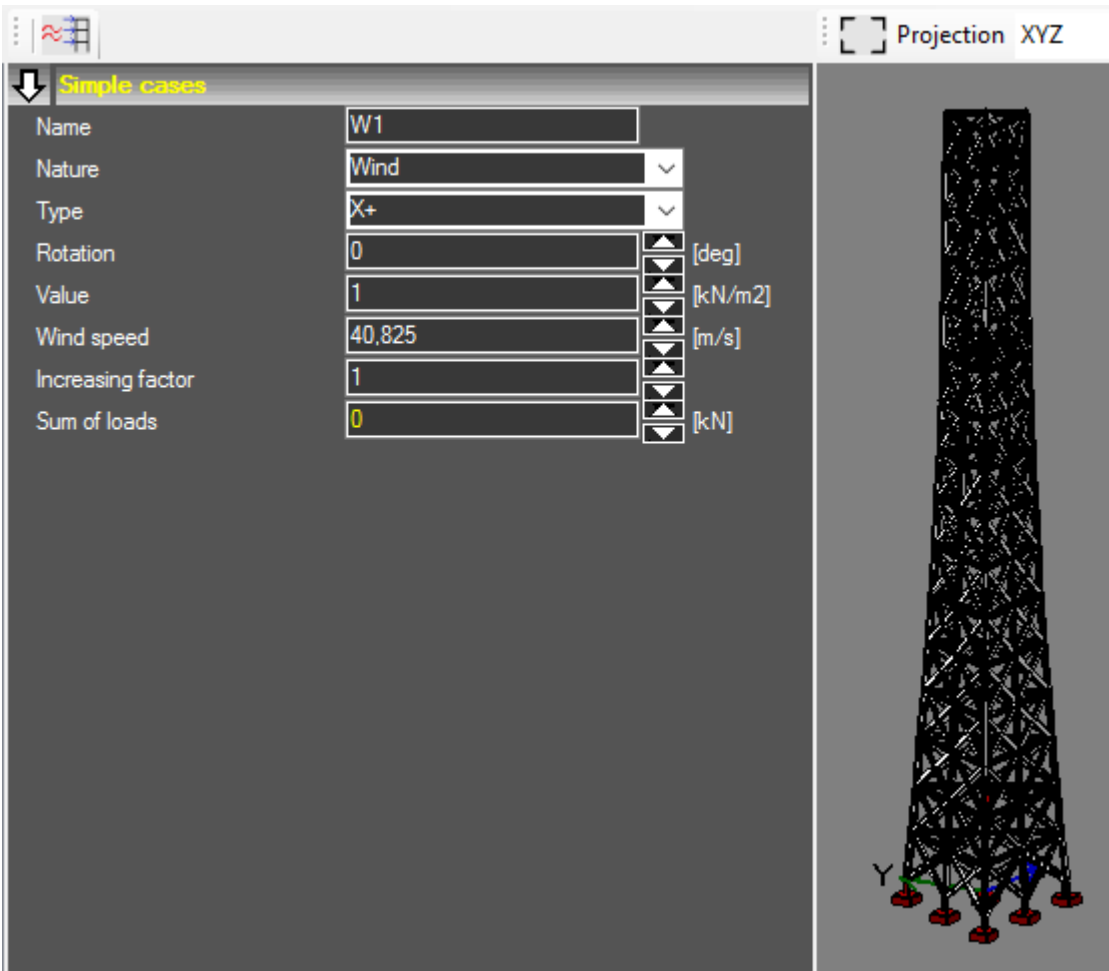 Projection XYZ
Simple cases
Name W1
Nature Wind
Type X+
Rotation 0 [deg]
Value 1 [kN/m2]
Wind speed 40,825 [m/s]
Increasing factor 1
Sum of loads 0 [kN]
Y